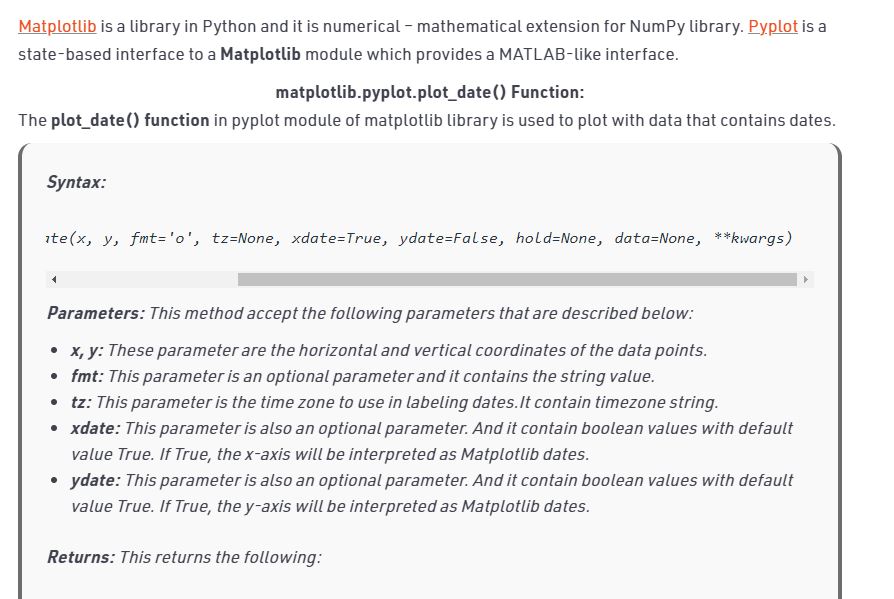 Matplotlib is a library in Python and it is numerical – mathematical extension for NumPy library. Pyplot is a
state-based interface to a Matplotlib module which provides a MATLAB-like interface.
matplotlib.pyplot.plot_date() Function:
The plot_date() function in pyplot module of matplotlib library is used to plot with data that contains dates.
Syntax:
te(x, y, fmt='o', tz=None, xdate=True, ydate=False, hold=None, data=None, **kwargs)
Parameters: This method accept the following parameters that are described below:
• x, y: These parameter are the horizontal and vertical coordinates of the data points.
• fmt: This parameter is an optional parameter and it contains the string value.
• tz: This parameter is the time zone to use in labeling dates.It contain timezone string.
• xdate: This parameter is also an optional parameter. And it contain boolean values with default
value True. If True, the x-axis will be interpreted as Matplotlib dates.
• ydate: This parameter is also an optional parameter. And it contain boolean values with default
value True. If True, the y-axis will be interpreted as Matplotlib dates.
Returns: This returns the following: